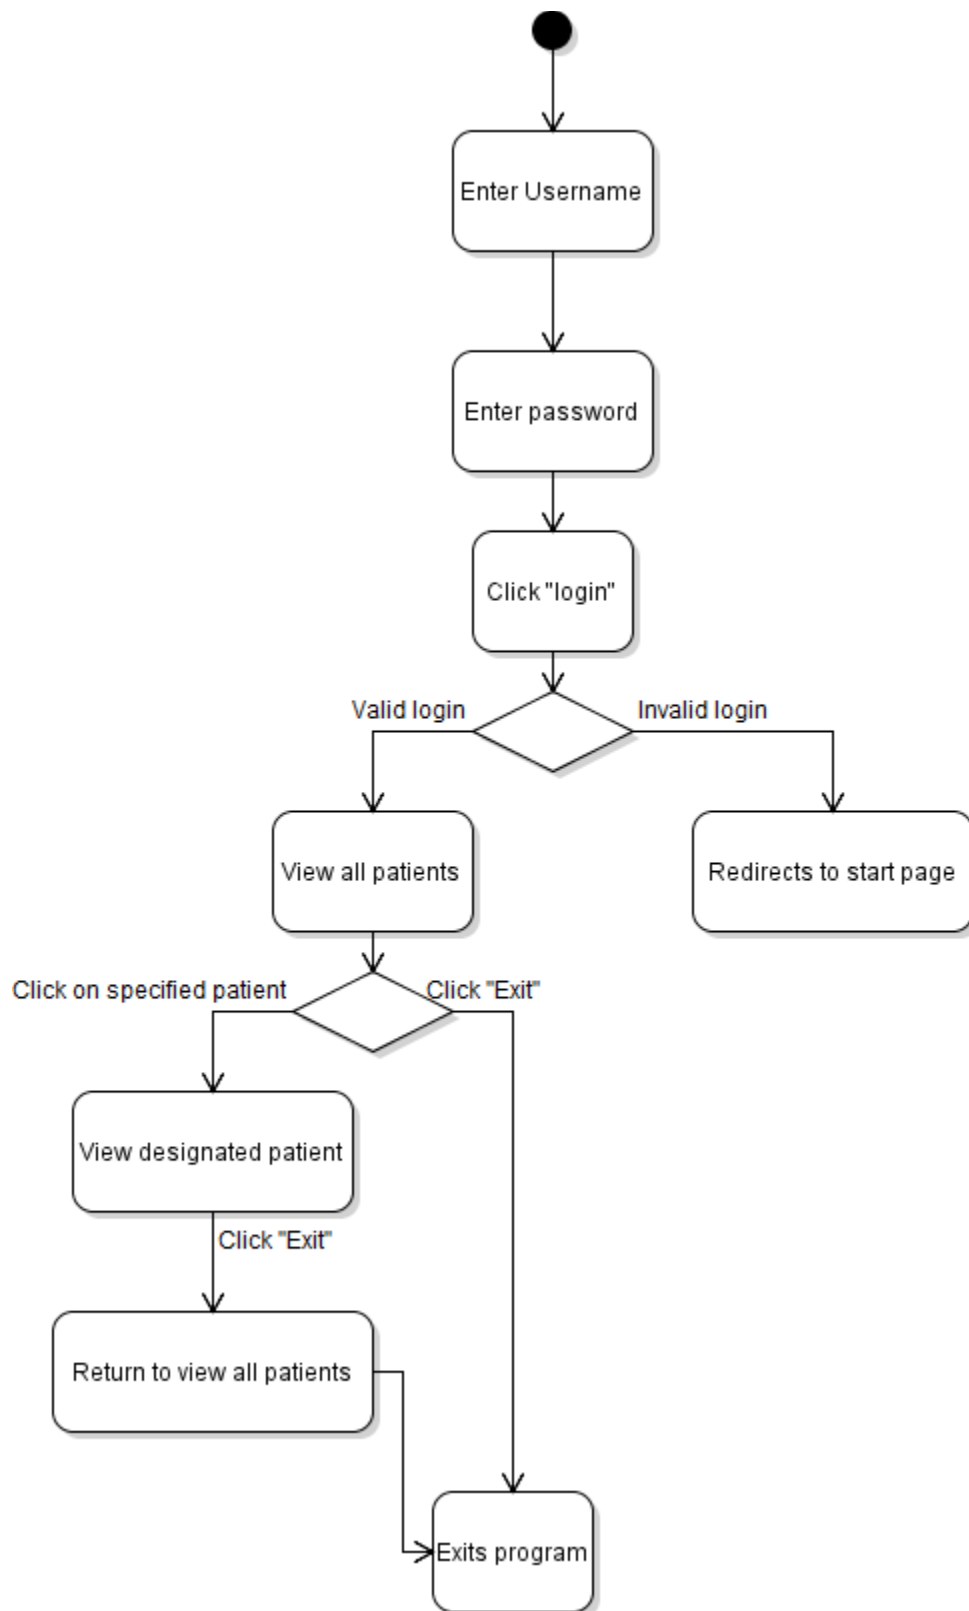 Enter Username
Enter password
Click "login"
Valid login
Invalid login
View all patients
Redirects to start page
Click on specified patient
Click "Exit"
View designated patient
Click "Exit"
Return to view all patients
Exits program